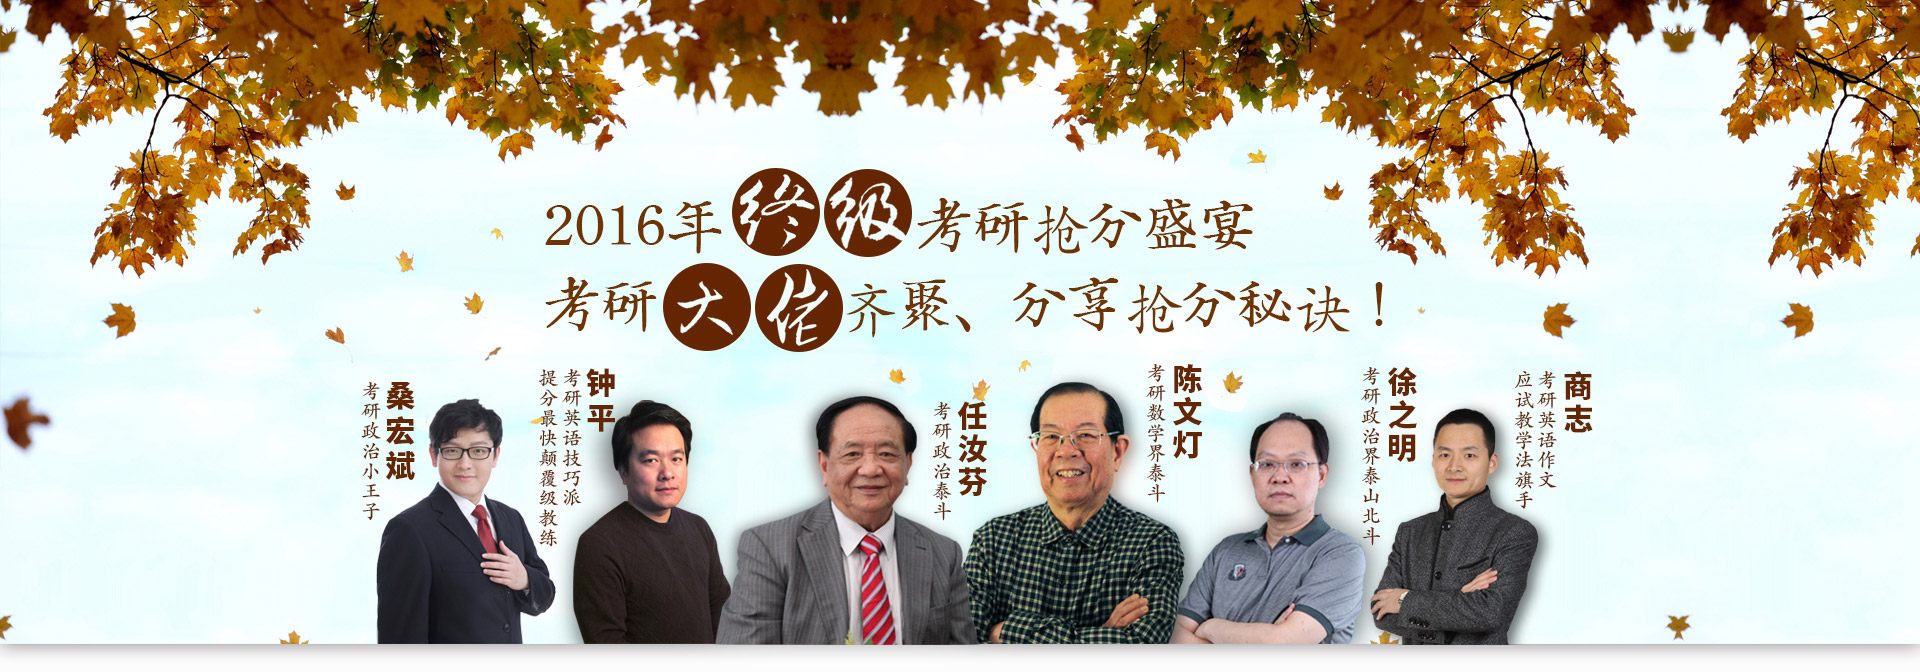 2016年终级考研抢分盛宴
考研大佬齐聚、分享抢分秘诀！
桑宏斌
考研政治小王子
钟平
考研英语技巧派
提分最快颠覆级教练
任汝芬
考研政治泰斗
陈文灯
考研数学界泰斗
徐之明
考研政治界泰山北斗
商志
考研英语作文
应试教学法旗手